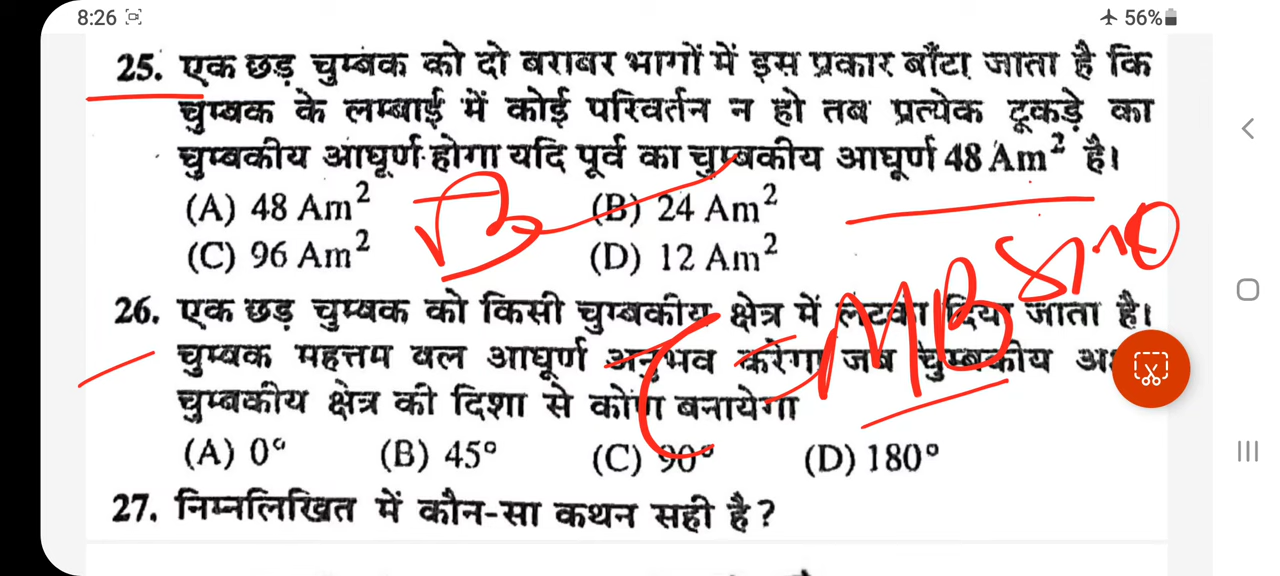 8:26
56%
25. एक छड़ चुम्बक को दो बराबर भागों में इस प्रकार बाँटा जाता है कि
चुम्बक के लम्बाई में कोई परिवर्तन न हो तब प्रत्येक टूकड़े का
चुम्बकीय आघूर्ण होगा यदि पूर्व का चुम्बकीय आघूर्ण 48 Am² है।
(A) 48 Am² (B) 24 Am²
B
(C) 96 Am² (D) 12 Am²
MB sinθ
26. एक छड़ चुम्बक को किसी चुम्बकीय क्षेत्र में लटका दिया जाता है।
चुम्बक महत्तम बल आघूर्ण अनुभव करेगा जब चुम्बकीय
चुम्बकीय क्षेत्र की दिशा से कोण बनायेगा
(A) 0° (B) 45° (C) 90° (D) 180°
27. निम्नलिखित में कौन-सा कथन सही है?